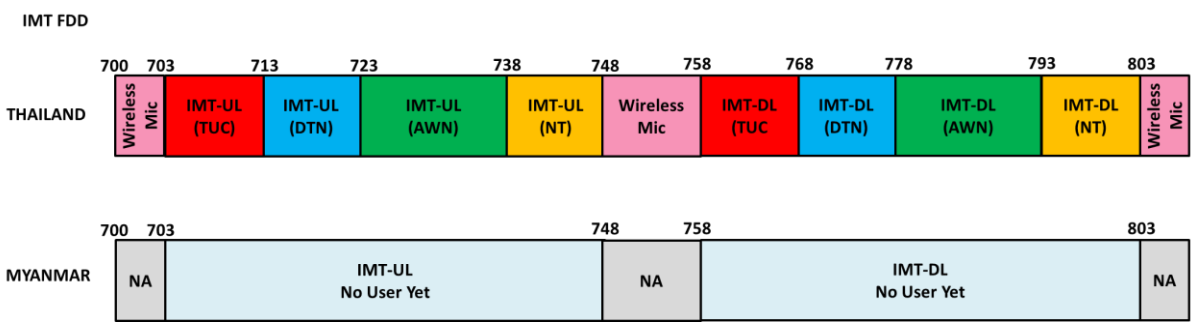 IMT FDD
700 703 713 723 738 748 758 768 778 793 803
THAILAND
Wireless Mic
IMT-UL
(TUC)
IMT-UL
(DTN)
IMT-UL
(AWN)
IMT-UL
(NT)
Wireless
Mic
IMT-DL
(TUC
IMT-DL
(DTN)
IMT-DL
(AWN)
IMT-DL
(NT)
Wireless
Mic
700 703 748 758 803
MYANMAR
NA
IMT-UL
No User Yet
NA
IMT-DL
No User Yet
NA